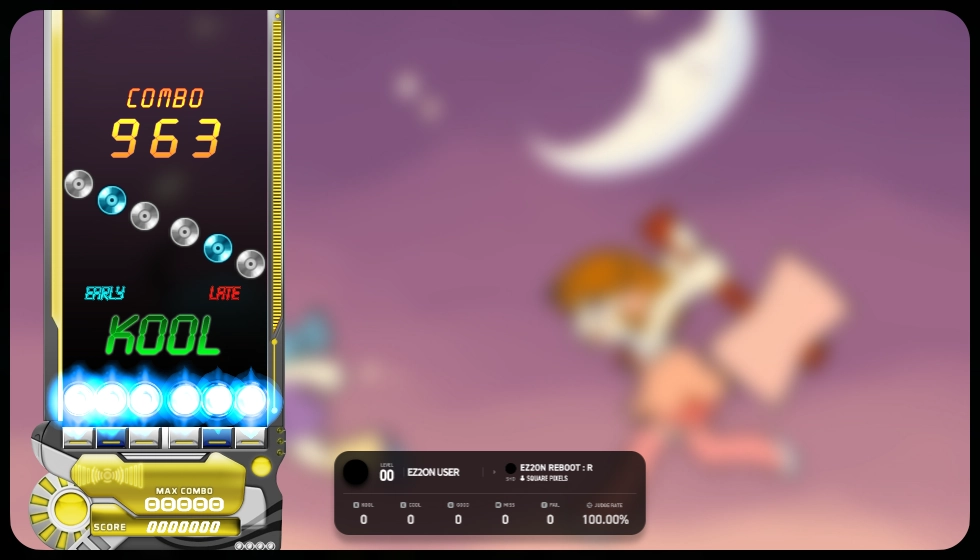 COMBO
963
EARLY LATE
KOOL
MAX COMBO
00000
SCORE 0000000
LEVEL
00 EZ2ON USER
EZ2ON REBOOT : R
SQUARE PIXELS
KOOL COOL GOOD MISS FAIL JUDGE RATE
0 0 0 0 0 100.00%